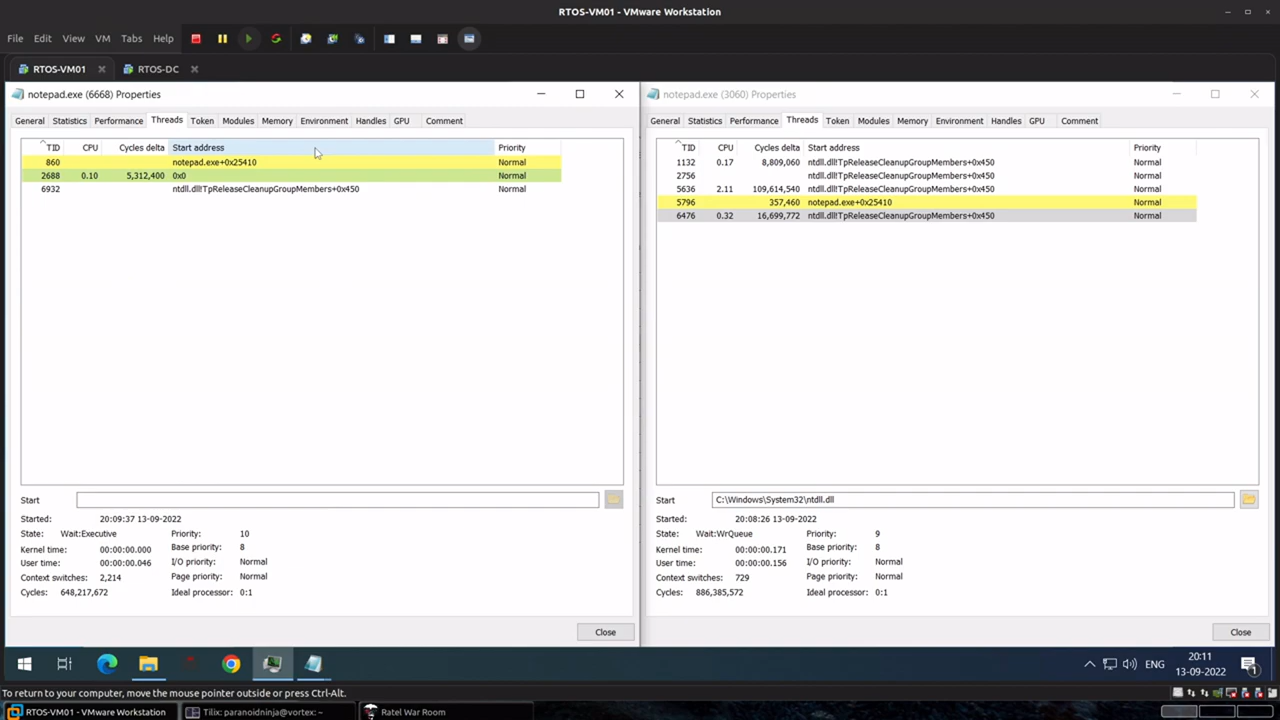 RTOS-VM01 - VMware Workstation
File Edit View VM Tabs Help
RTOS-VM01 RTOS-DC
notepad.exe (6668) Properties
General Statistics Performance Threads Token Modules Memory Environment Handles GPU Comment
TID CPU Cycles delta Start address Priority
860 notepad.exe+0x25410 Normal
2688 0.10 5,312,400 0x0 Normal
6932 ntdll.dll!TpReleaseCleanupGroupMembers+0x450 Normal
Start
Started: 20:09:37 13-09-2022
State: Wait:Executive Priority: 10
Base priority: 8
Kernel time: 00:00:00.000
User time: 00:00:00.046 I/O priority: Normal
Context switches: 2,214 Page priority: Normal
Cycles: 648,217,672 Ideal processor: 0:1
Close
notepad.exe (3060) Properties
General Statistics Performance Threads Token Modules Memory Environment Handles GPU Comment
TID CPU Cycles delta Start address Priority
1132 0.17 8,809,060 ntdll.dll!TpReleaseCleanupGroupMembers+0x450 Normal
2756 ntdll.dll!TpReleaseCleanupGroupMembers+0x450 Normal
5636 2.11 109,614,540 ntdll.dll!TpReleaseCleanupGroupMembers+0x450 Normal
5796 357,460 notepad.exe+0x25410 Normal
6476 0.32 16,699,772 ntdll.dll!TpReleaseCleanupGroupMembers+0x450 Normal
Start C:\Windows\System32\ntdll.dll
Started: 20:08:26 13-09-2022
State: Wait:WrQueue Priority: 9
Kernel time: 00:00:00.171 Base priority: 8
User time: 00:00:00.156 I/O priority: Normal
Context switches: 729 Page priority: Normal
Cycles: 886,385,572 Ideal processor: 0:1
Close
ENG
20:11
13-09-2022
1
To return to your computer, move the mouse pointer outside or press Ctrl-Alt.
RTOS-VM01 - VMware Workstation Tilix: paranoidninja@vortex: ~ Ratel War Room